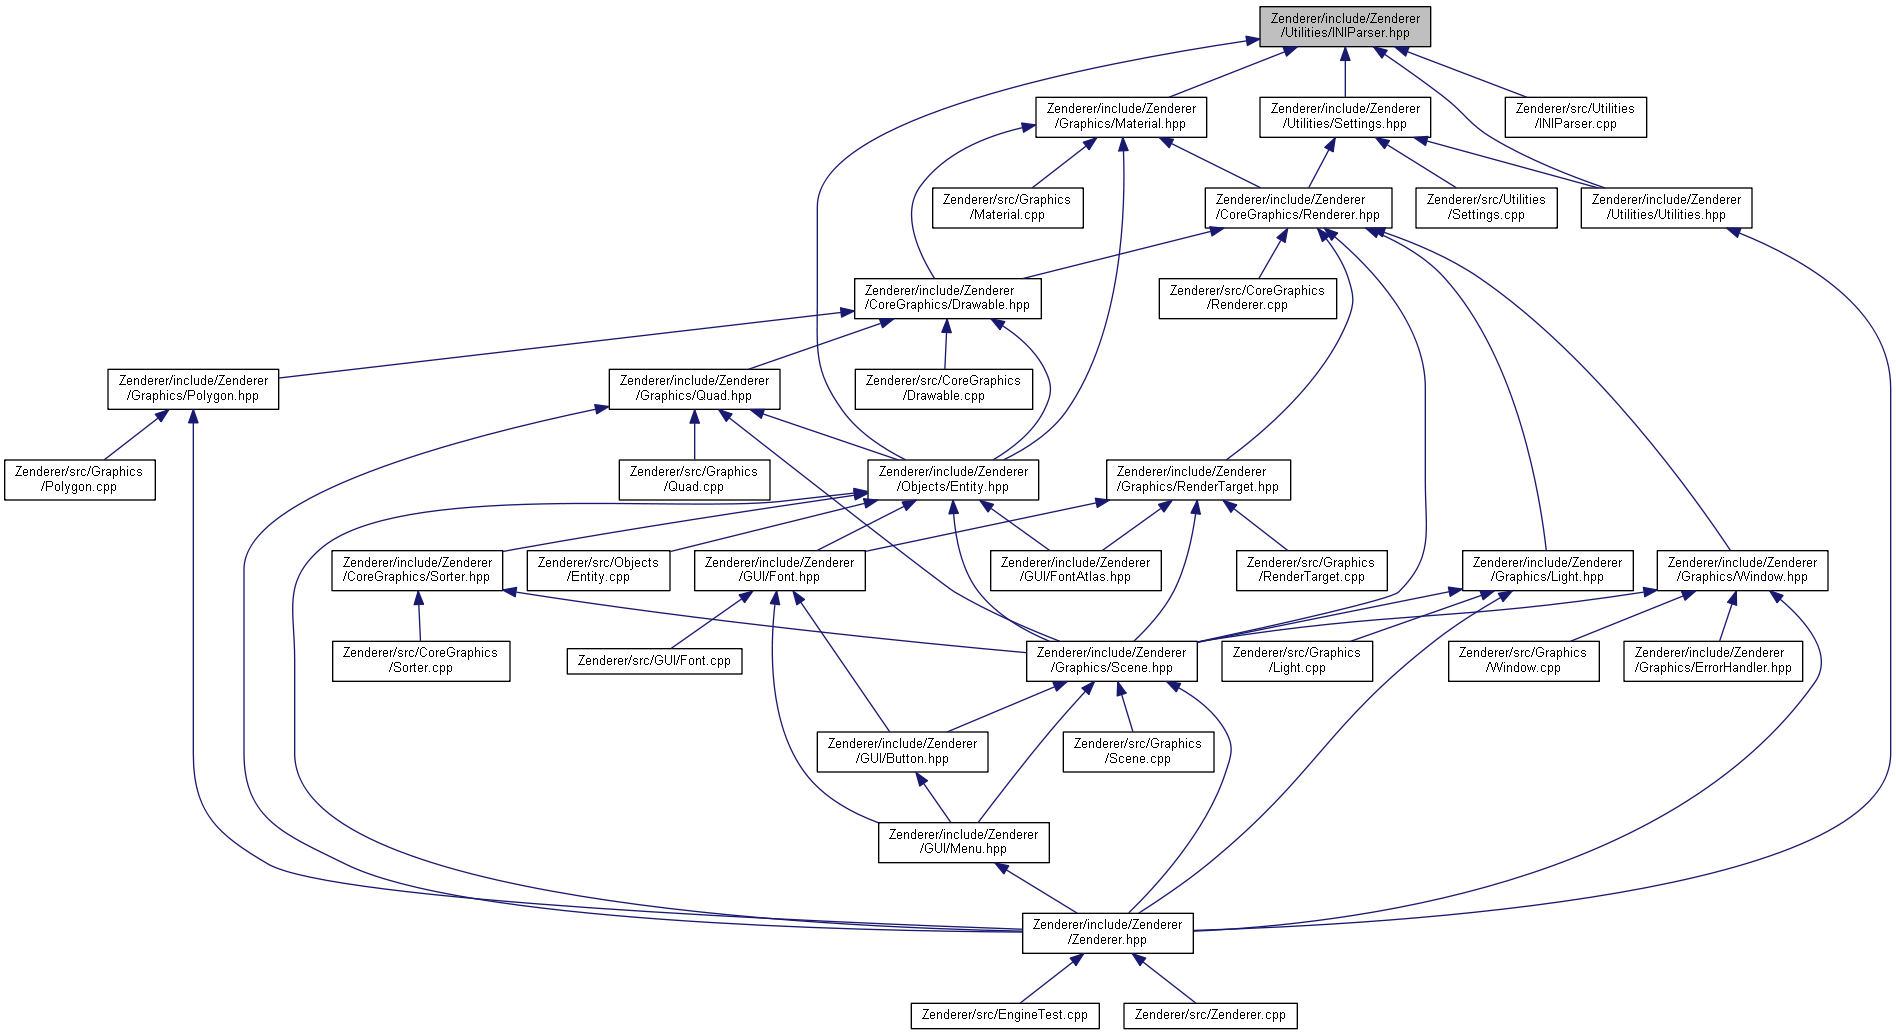 Zenderer/include/Zenderer
/Utilities/INIParser.hpp
Zenderer/include/Zenderer
/Graphics/Material.hpp
Zenderer/include/Zenderer
/Utilities/Settings.hpp
Zenderer/src/Utilities
/INIParser.cpp
Zenderer/src/Graphics
/Material.cpp
Zenderer/include/Zenderer
/CoreGraphics/Renderer.hpp
Zenderer/src/Utilities
/Settings.cpp
Zenderer/include/Zenderer
/Utilities/Utilities.hpp
Zenderer/include/Zenderer
/CoreGraphics/Drawable.hpp
Zenderer/src/CoreGraphics
/Renderer.cpp
Zenderer/include/Zenderer
/Graphics/Polygon.hpp
Zenderer/include/Zenderer
/Graphics/Quad.hpp
Zenderer/src/CoreGraphics
/Drawable.cpp
Zenderer/src/Graphics
/Polygon.cpp
Zenderer/src/Graphics
/Quad.cpp
Zenderer/include/Zenderer
/Objects/Entity.hpp
Zenderer/include/Zenderer
/Graphics/RenderTarget.hpp
Zenderer/include/Zenderer
/CoreGraphics/Sorter.hpp
Zenderer/src/Objects
/Entity.cpp
Zenderer/include/Zenderer
/GUI/Font.hpp
Zenderer/include/Zenderer
/GUI/FontAtlas.hpp
Zenderer/src/Graphics
/RenderTarget.cpp
Zenderer/include/Zenderer
/Graphics/Light.hpp
Zenderer/include/Zenderer
/Graphics/Window.hpp
Zenderer/src/CoreGraphics
/Sorter.cpp
Zenderer/src/GUI/Font.cpp
Zenderer/include/Zenderer
/Graphics/Scene.hpp
Zenderer/src/Graphics
/Light.cpp
Zenderer/src/Graphics
/Window.cpp
Zenderer/include/Zenderer
/Graphics/ErrorHandler.hpp
Zenderer/include/Zenderer
/GUI/Button.hpp
Zenderer/src/Graphics
/Scene.cpp
Zenderer/include/Zenderer
/GUI/Menu.hpp
Zenderer/include/Zenderer
/Zenderer.hpp
Zenderer/src/EngineTest.cpp
Zenderer/src/Zenderer.cpp